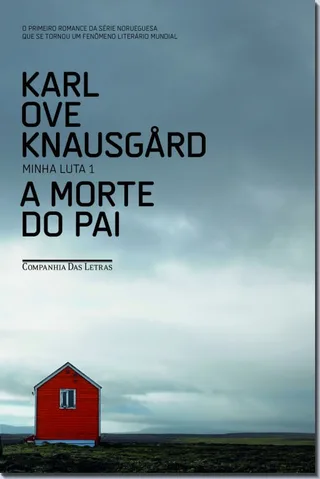 O PRIMEIRO ROMANCE DA SÉRIE NORUEGUESA
QUE SE TORNOU UM FENÔMENO LITERÁRIO MUNDIAL
KARL
OVE
KNAUSGÅRD
MINHA LUTA 1
A MORTE
DO PAI
COMPANHIA DAS LETRAS